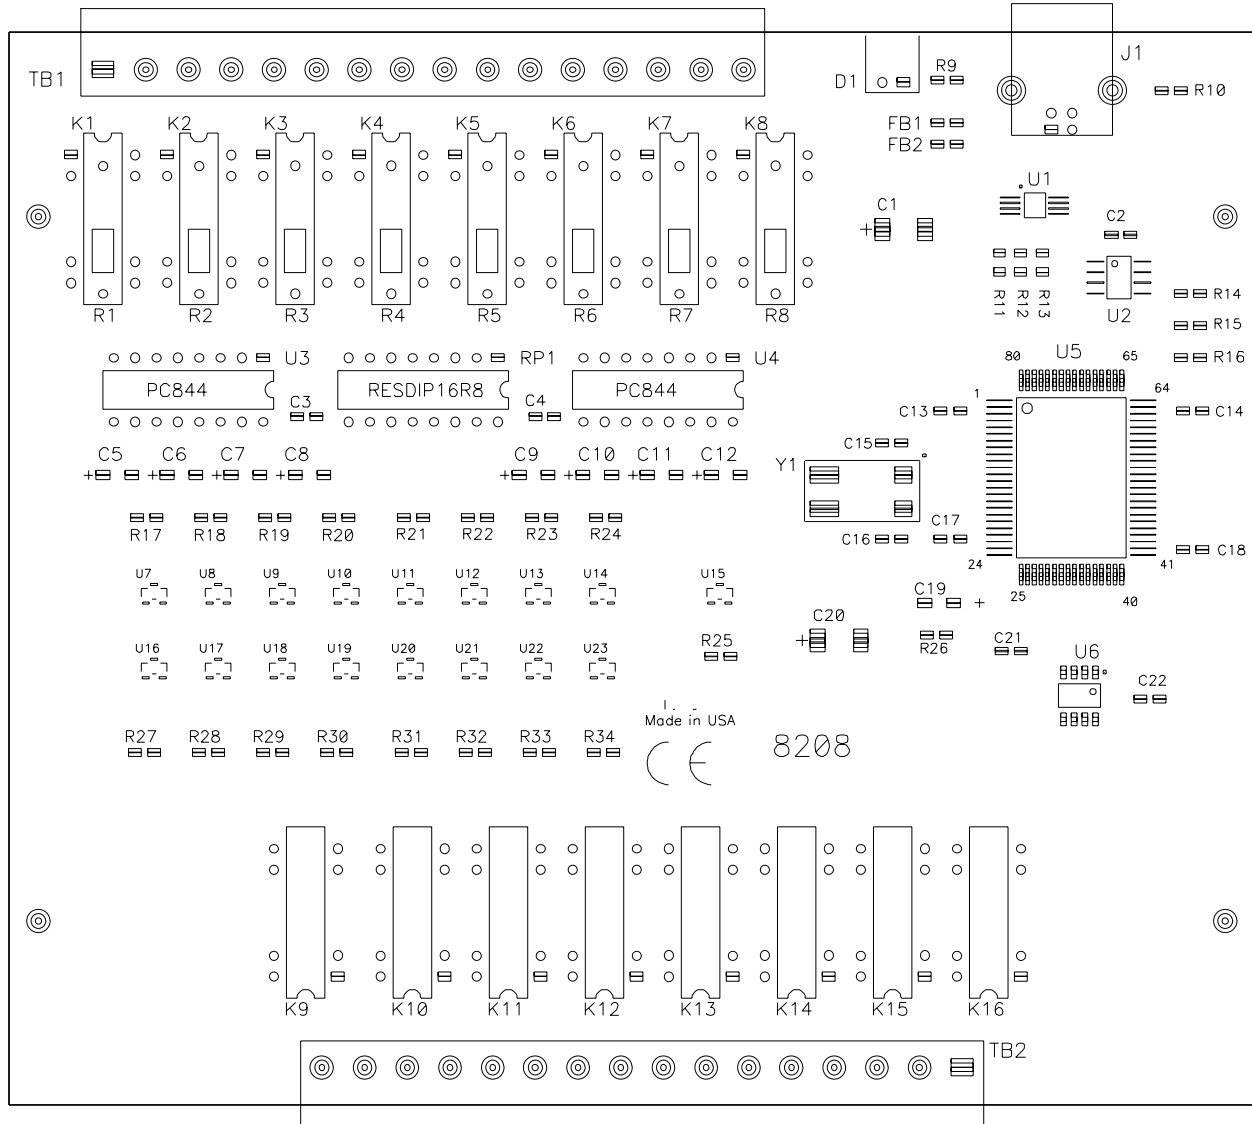 TB1
D1
R9
J1
R10
K1 K2 K3 K4 K5 K6 K7 K8
FB1
FB2
U1
C1
C2
R1 R2 R3 R4 R5 R6 R7 R8
R11 R12 R13
U2
R14
R15
R16
U3
RP1
U4
PC844
RESDIP16R8
PC844
C3
C4
80
U5
65
1
64
C13
C14
C15
C5 C6 C7 C8 C9 C10 C11 C12
+ + + + + + + +
Y1
R17 R18 R19 R20 R21 R22 R23 R24
C16
C17
C18
24
41
25
40
U7 U8 U9 U10 U11 U12 U13 U14 U15
C19
+
C20
+
R26
C21
U6
C22
U16 U17 U18 U19 U20 U21 U22 U23
R25
Made in USA
CE
8208
R27 R28 R29 R30 R31 R32 R33 R34
K9 K10 K11 K12 K13 K14 K15 K16
TB2